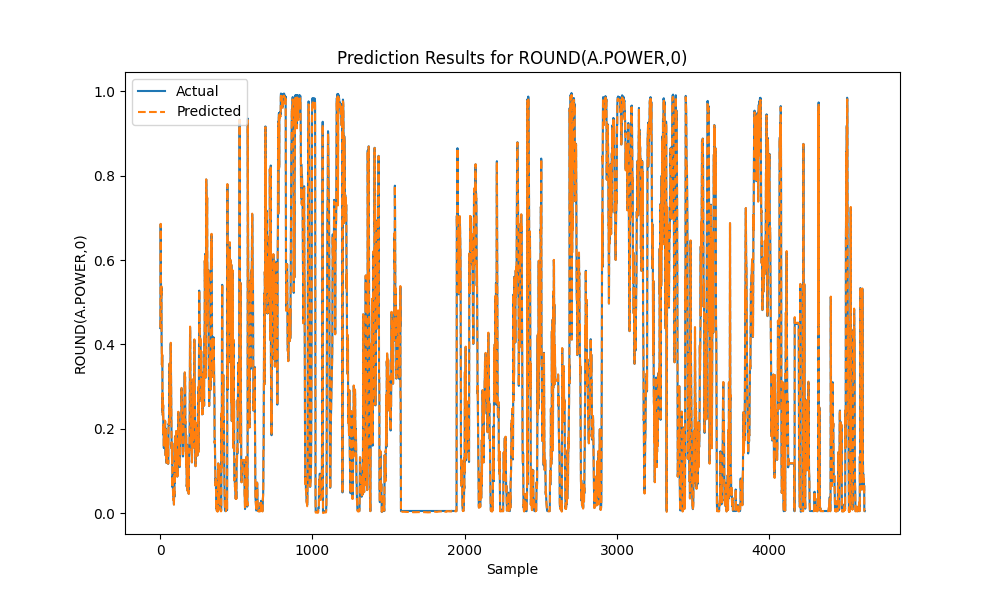 Prediction Results for ROUND(A.POWER,0)
Actual
Predicted
1.0
0.8
0.6
0.4
0.2
0.0
ROUND(A.POWER,0)
0 1000 2000 3000 4000
Sample